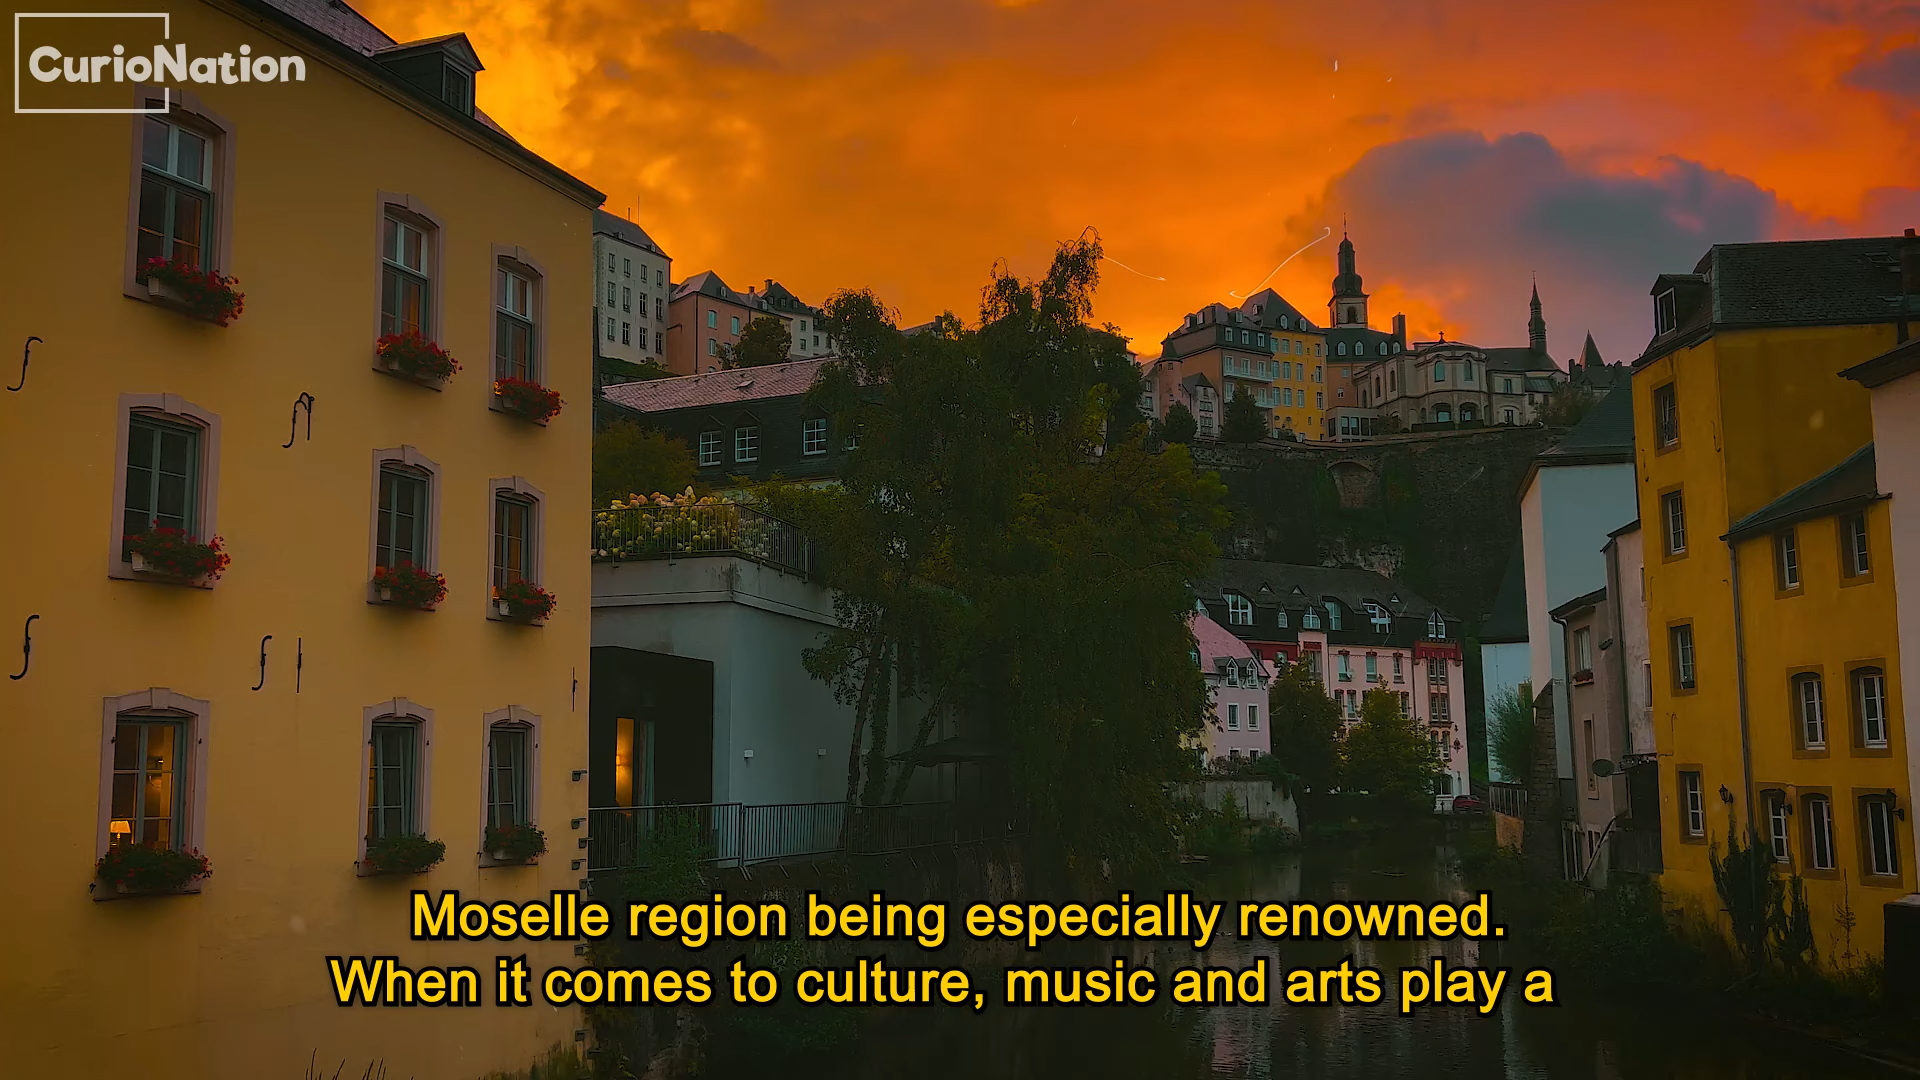 CurioNation
Moselle region being especially renowned.
When it comes to culture, music and arts play a